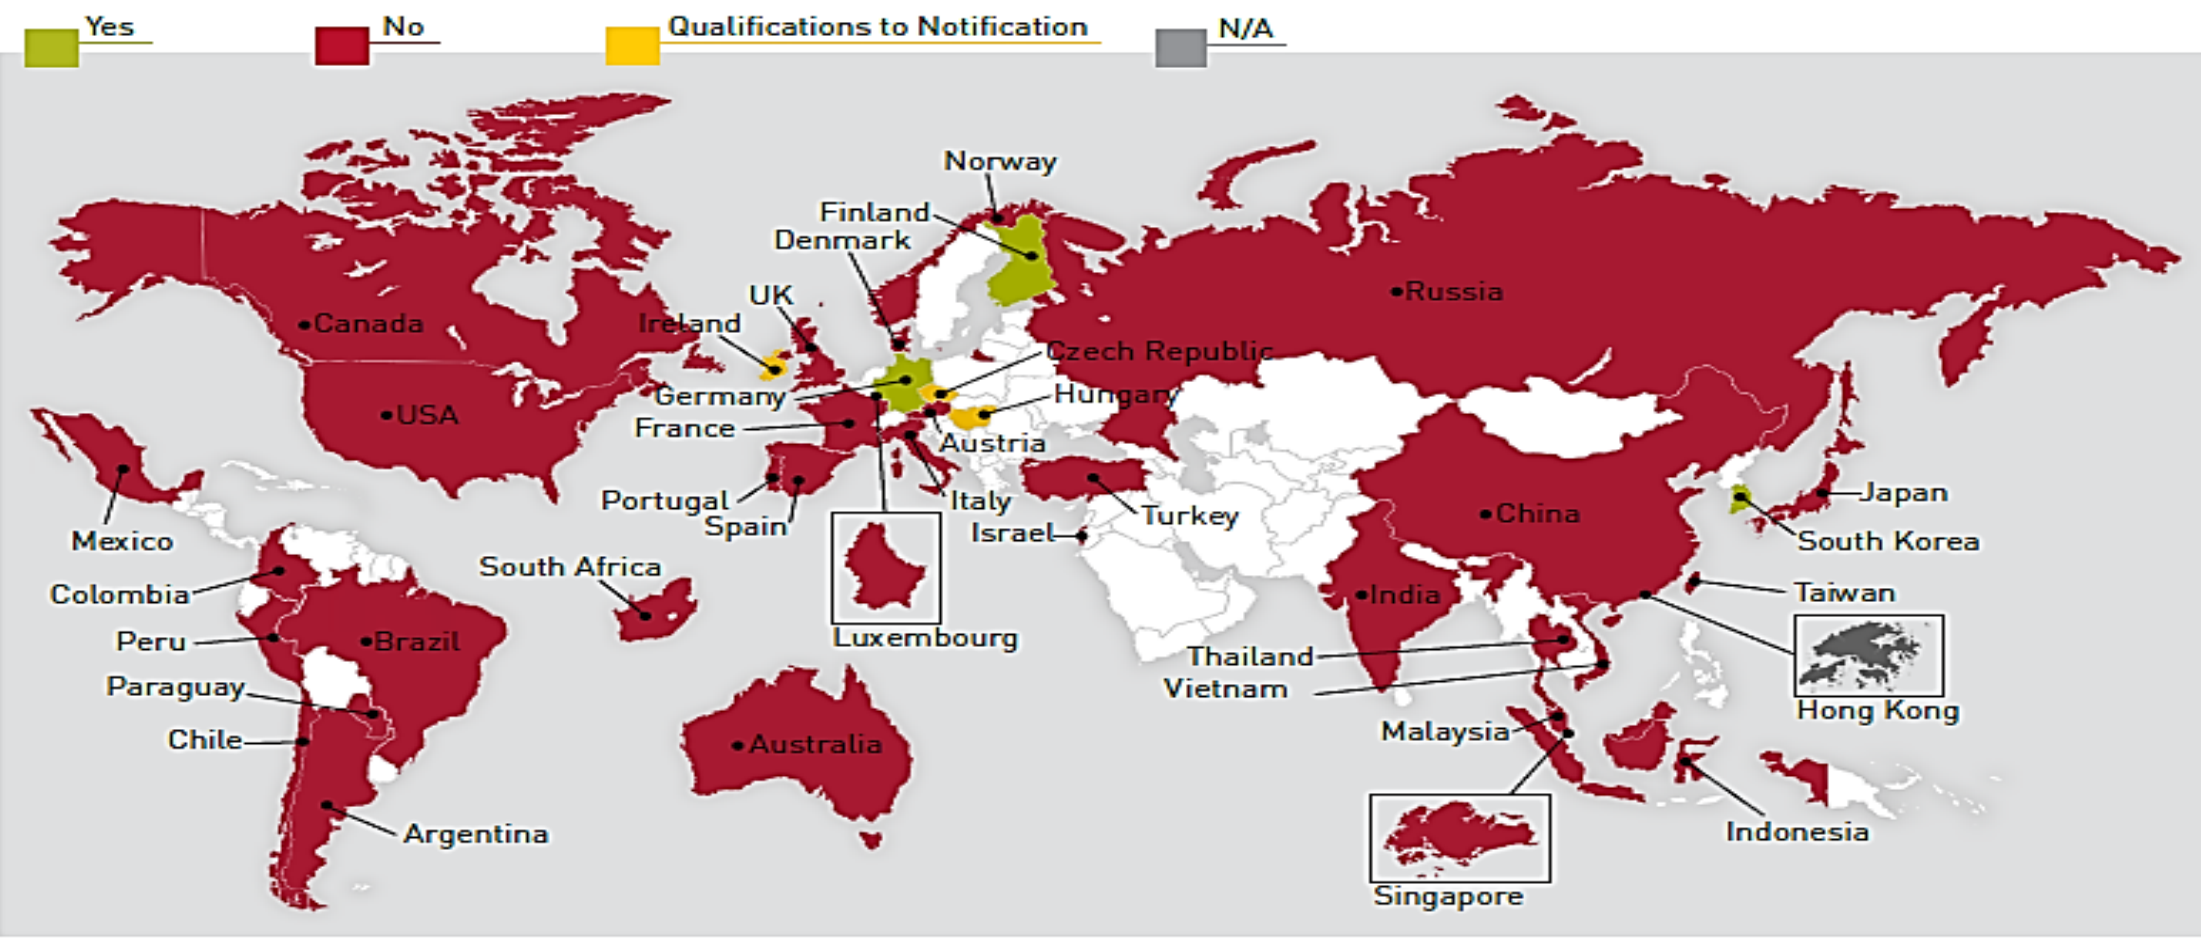 Yes
No
Qualifications to Notification
N/A
Norway
Finland
Denmark
UK
Ireland
Canada
Russia
Czech Republic
Germany
Hungary
USA
France
Austria
Portugal
Spain
Italy
Israel
Turkey
China
Japan
South Korea
Mexico
Colombia
South Africa
India
Taiwan
Peru
Brazil
Luxembourg
Thailand
Vietnam
Paraguay
Hong Kong
Chile
Australia
Malaysia
Argentina
Indonesia
Singapore